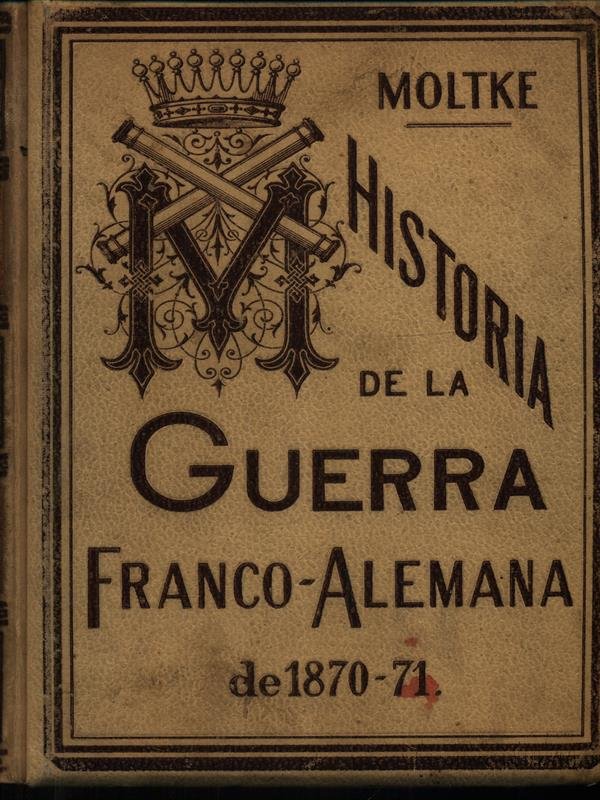 M
MOLTKE
HISTORIA
DE LA
GUERRA
FRANCO-ALEMANA
de 1870-71.